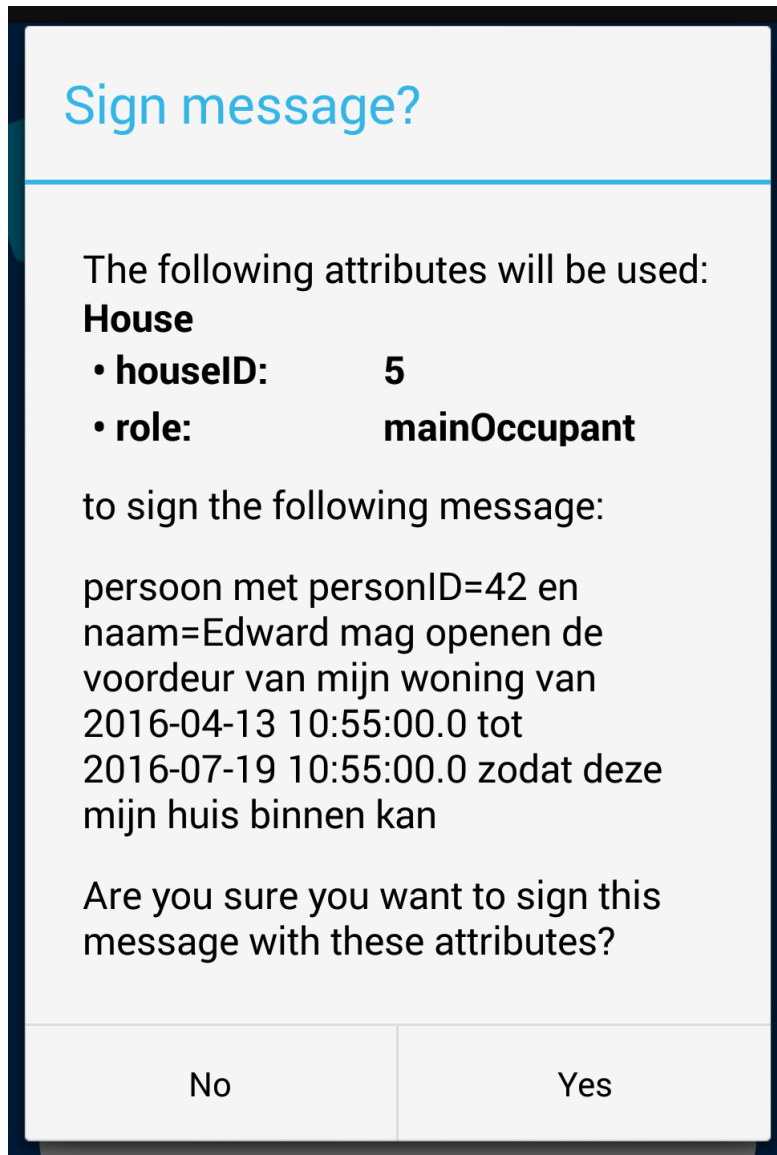 Sign message?
The following attributes will be used:
House
• houseID: 5
• role: mainOccupant
to sign the following message:
persoon met personID=42 en
naam=Edward mag openen de
voordeur van mijn woning van
2016-04-13 10:55:00.0 tot
2016-07-19 10:55:00.0 zodat deze
mijn huis binnen kan
Are you sure you want to sign this
message with these attributes?
No Yes